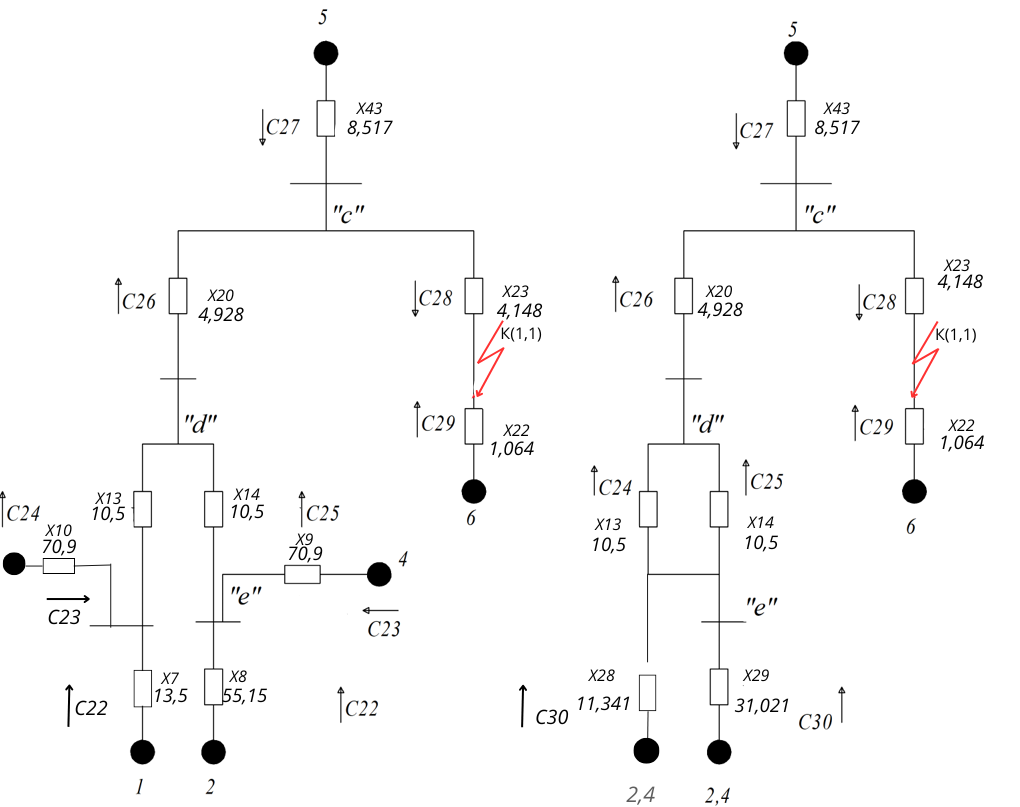 5
C27
X43
8,517
"c"
C26
X20
4,928
C28
X23
4,148
К(1,1)
"d"
C29
X22
1,064
6
C24
X13
10,5
X14
10,5
C25
X10
70,9
X9
70,9
4
C23
"e"
C23
X7
13,5
X8
55,15
C22
C22
1
2
5
C27
X43
8,517
"c"
C26
X20
4,928
C28
X23
4,148
К(1,1)
"d"
C29
X22
1,064
6
C24
C25
X13
10,5
X14
10,5
"e"
X28
11,341
X29
31,021
C30
C30
2,4
2,4